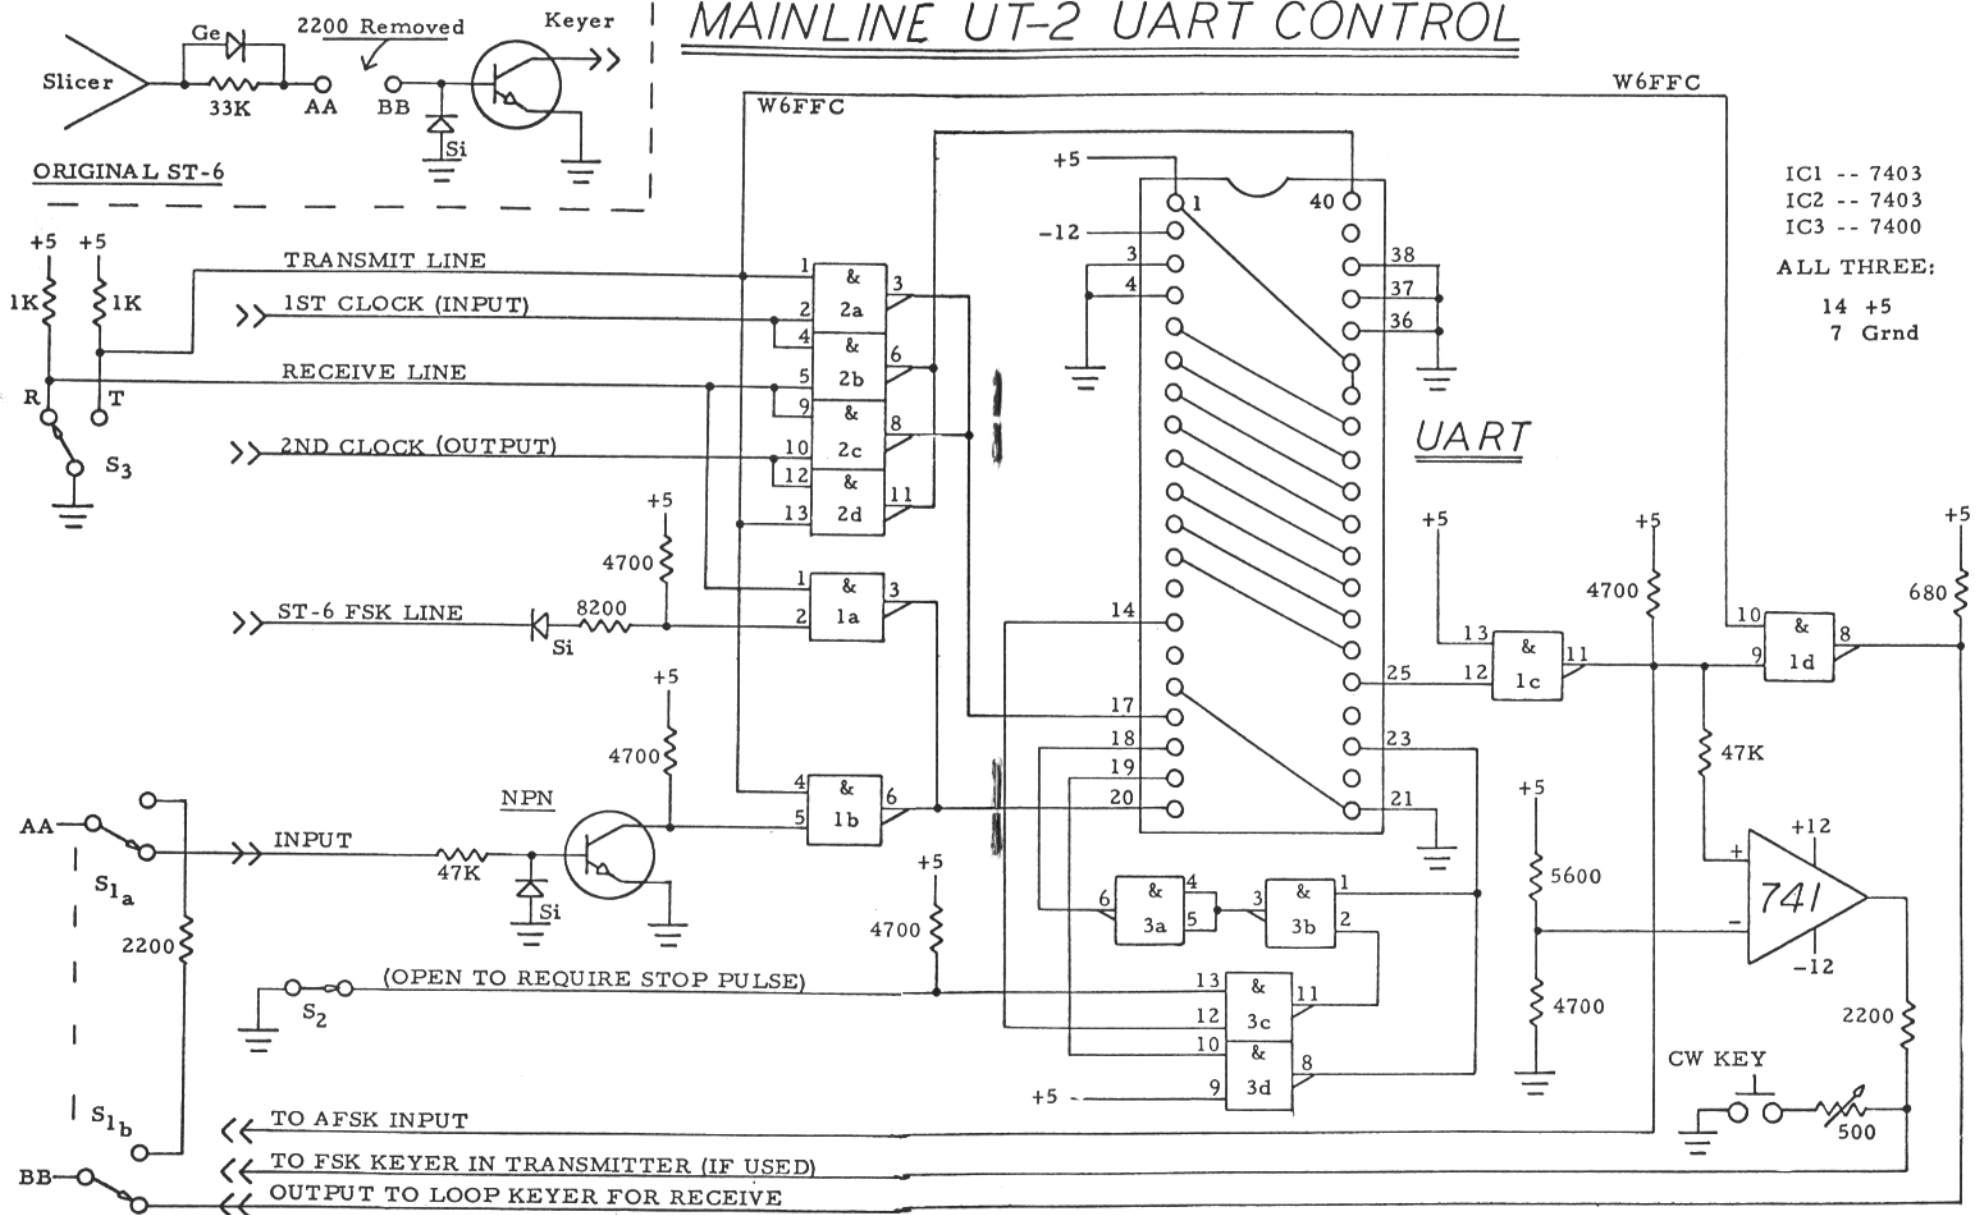 MAINLINE UT-2 UART CONTROL
Ge
2200 Removed
Keyer
Slicer
33K
AA
BB
Si
ORIGINAL ST-6
W6FFC
W6FFC
+5
-12
1
40
3
4
38
37
36
IC1 -- 7403
IC2 -- 7403
IC3 -- 7400
ALL THREE:
14 +5
7 Grnd
+5 +5
1K
1K
R
T
S3
TRANSMIT LINE
1ST CLOCK (INPUT)
RECEIVE LINE
2ND CLOCK (OUTPUT)
1
2
&
2a
3
4
5
&
2b
6
9
10
&
2c
8
12
13
&
2d
11
UART
+5
4700
ST-6 FSK LINE
Si
8200
1
2
&
1a
3
14
17
18
19
20
25
23
21
+5
13
12
&
1c
11
+5
4700
10
9
&
1d
8
+5
680
47K
+5
4700
NPN
4
5
&
1b
6
AA
S1a
INPUT
47K
Si
2200
+5
4700
6
&
3a
4
5
3
&
3b
1
2
+5
5600
4700
+
-
741
+12
-12
2200
S2
(OPEN TO REQUIRE STOP PULSE)
13
12
&
3c
11
10
9
&
3d
8
+5
CW KEY
500
S1b
BB
TO AFSK INPUT
TO FSK KEYER IN TRANSMITTER (IF USED)
OUTPUT TO LOOP KEYER FOR RECEIVE